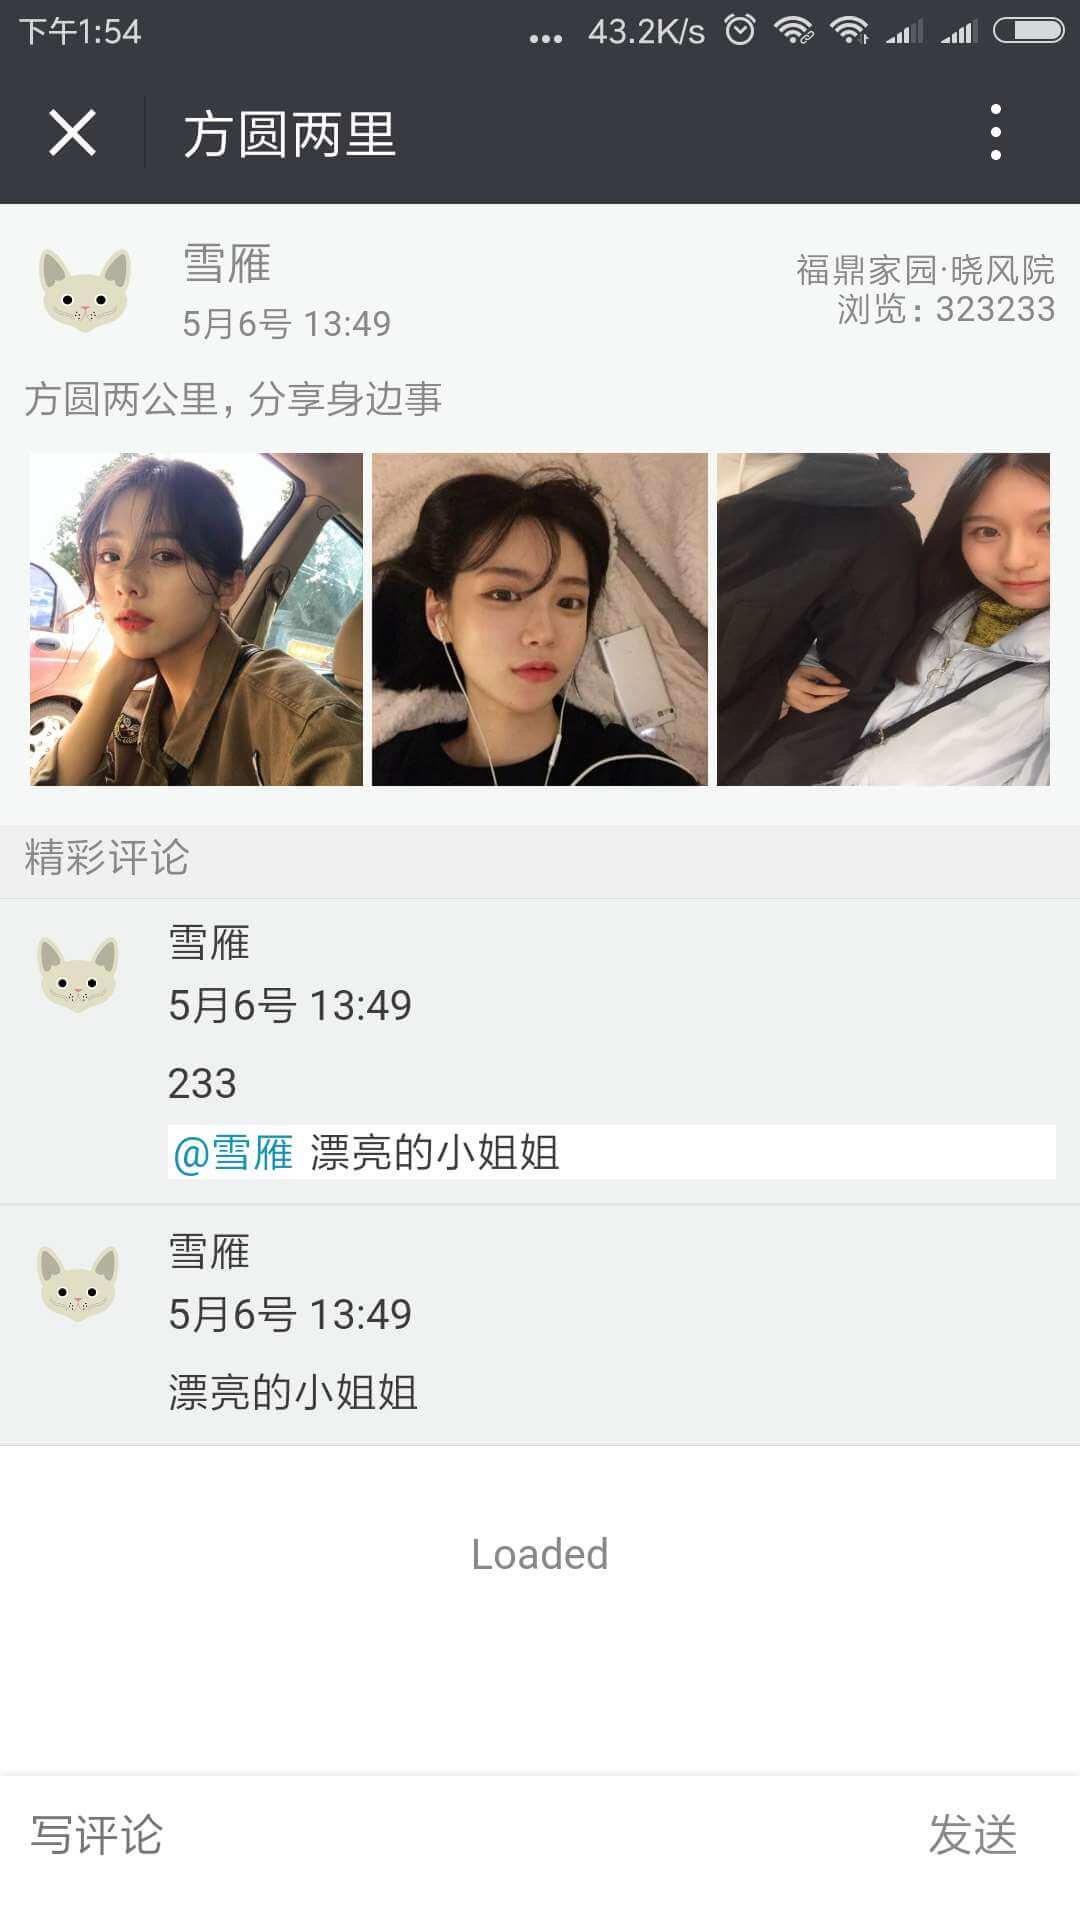 下午1:54
... 43.2K/s
方圆两里
雪雁
5月6号 13:49
福鼎家园·晓风院
浏览：323233
方圆两公里，分享身边事
精彩评论
雪雁
5月6号 13:49
233
@雪雁 漂亮的小姐姐
雪雁
5月6号 13:49
漂亮的小姐姐
Loaded
写评论
发送